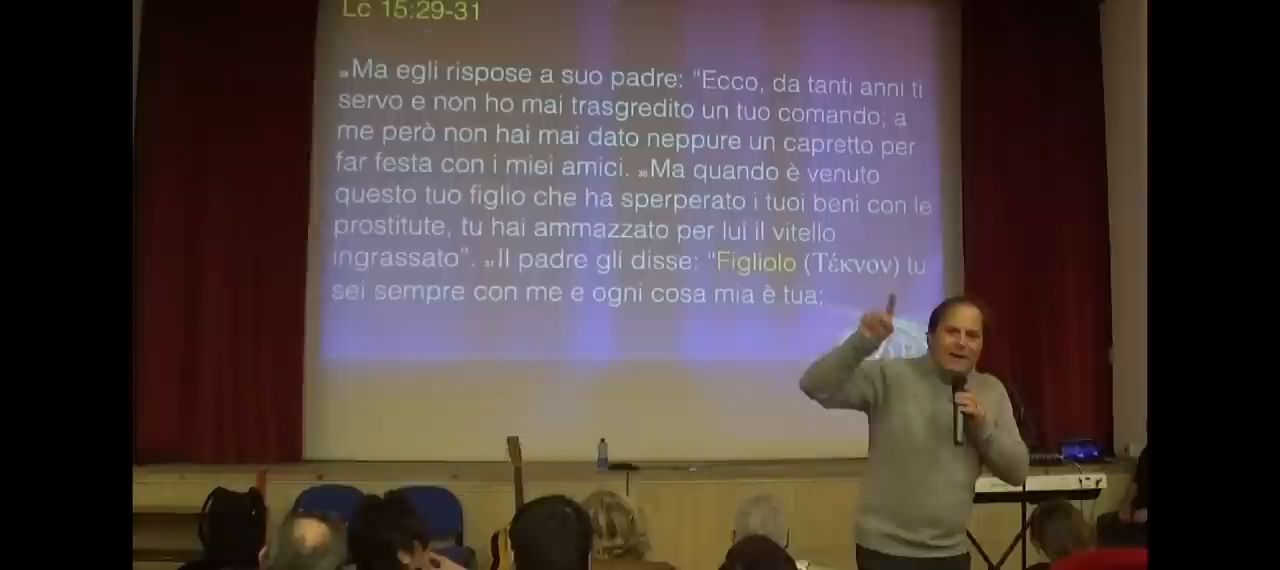 Lc 15:29-31
29Ma egli rispose a suo padre: "Ecco, da tanti anni ti
servo e non ho mai trasgredito un tuo comando; a
me però non hai mai dato neppure un capretto per
far festa con i miei amici. 30Ma quando è venuto
questo tuo figlio che ha sperperato i tuoi beni con le
prostitute, tu hai ammazzato per lui il vitello
ingrassato". 31Il padre gli disse: "Figliolo (Τέκνον) tu
sei sempre con me e ogni cosa mia è tua;